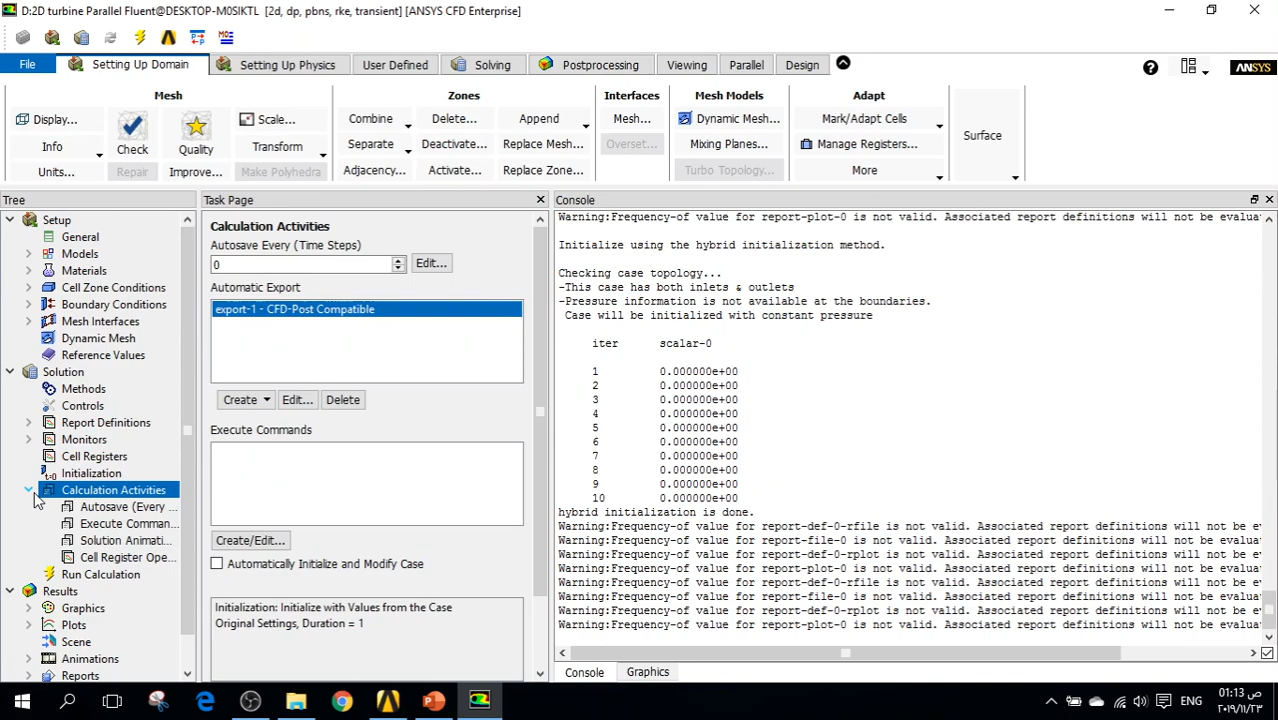 D:2D turbine Parallel Fluent@DESKTOP-M0SIKTL [2d, dp, pbns, rke, transient] [ANSYS CFD Enterprise]
File
Setting Up Domain
Setting Up Physics
User Defined
Solving
Postprocessing
Viewing
Parallel
Design
ANSYS
Mesh
Zones
Interfaces
Mesh Models
Adapt
Display...
Info
Units...
Check
Repair
Quality
Improve...
Scale...
Transform
Make Polyhedra
Combine
Separate
Adjacency...
Delete...
Deactivate...
Activate...
Append
Replace Mesh...
Replace Zone...
Mesh...
Overset...
Dynamic Mesh...
Mixing Planes...
Turbo Topology...
Mark/Adapt Cells
Manage Registers...
More
Surface
Tree
Setup
General
Models
Materials
Cell Zone Conditions
Boundary Conditions
Mesh Interfaces
Dynamic Mesh
Reference Values
Solution
Methods
Controls
Report Definitions
Monitors
Cell Registers
t=0 Initialization
Calculation Activities
Autosave (Every ...
Execute Comman...
Solution Animati...
Cell Register Ope...
Run Calculation
Results
Graphics
Plots
Scene
Animations
Reports
Task Page
Calculation Activities
Autosave Every (Time Steps)
0
Edit...
Automatic Export
export-1 - CFD-Post Compatible
Create
Edit...
Delete
Execute Commands
Create/Edit...
Automatically Initialize and Modify Case
Initialization: Initialize with Values from the Case
Original Settings, Duration = 1
Console
Warning:Frequency-of value for report-plot-0 is not valid. Associated report definitions will not be evalua
Initialize using the hybrid initialization method.
Checking case topology...
-This case has both inlets & outlets
-Pressure information is not available at the boundaries.
Case will be initialized with constant pressure
iter scalar-0
1 0.000000e+00
2 0.000000e+00
3 0.000000e+00
4 0.000000e+00
5 0.000000e+00
6 0.000000e+00
7 0.000000e+00
8 0.000000e+00
9 0.000000e+00
10 0.000000e+00
hybrid initialization is done.
Warning:Frequency-of value for report-def-0-rfile is not valid. Associated report definitions will not be e
Warning:Frequency-of value for report-file-0 is not valid. Associated report definitions will not be evalua
Warning:Frequency-of value for report-def-0-rplot is not valid. Associated report definitions will not be e
Warning:Frequency-of value for report-plot-0 is not valid. Associated report definitions will not be evalua
Warning:Frequency-of value for report-def-0-rfile is not valid. Associated report definitions will not be e
Warning:Frequency-of value for report-file-0 is not valid. Associated report definitions will not be evalua
Warning:Frequency-of value for report-def-0-rplot is not valid. Associated report definitions will not be e
Warning:Frequency-of value for report-plot-0 is not valid. Associated report definitions will not be evalua
Console
Graphics
ENG
01:13 ص
٢٠١٩/١١/٢٣